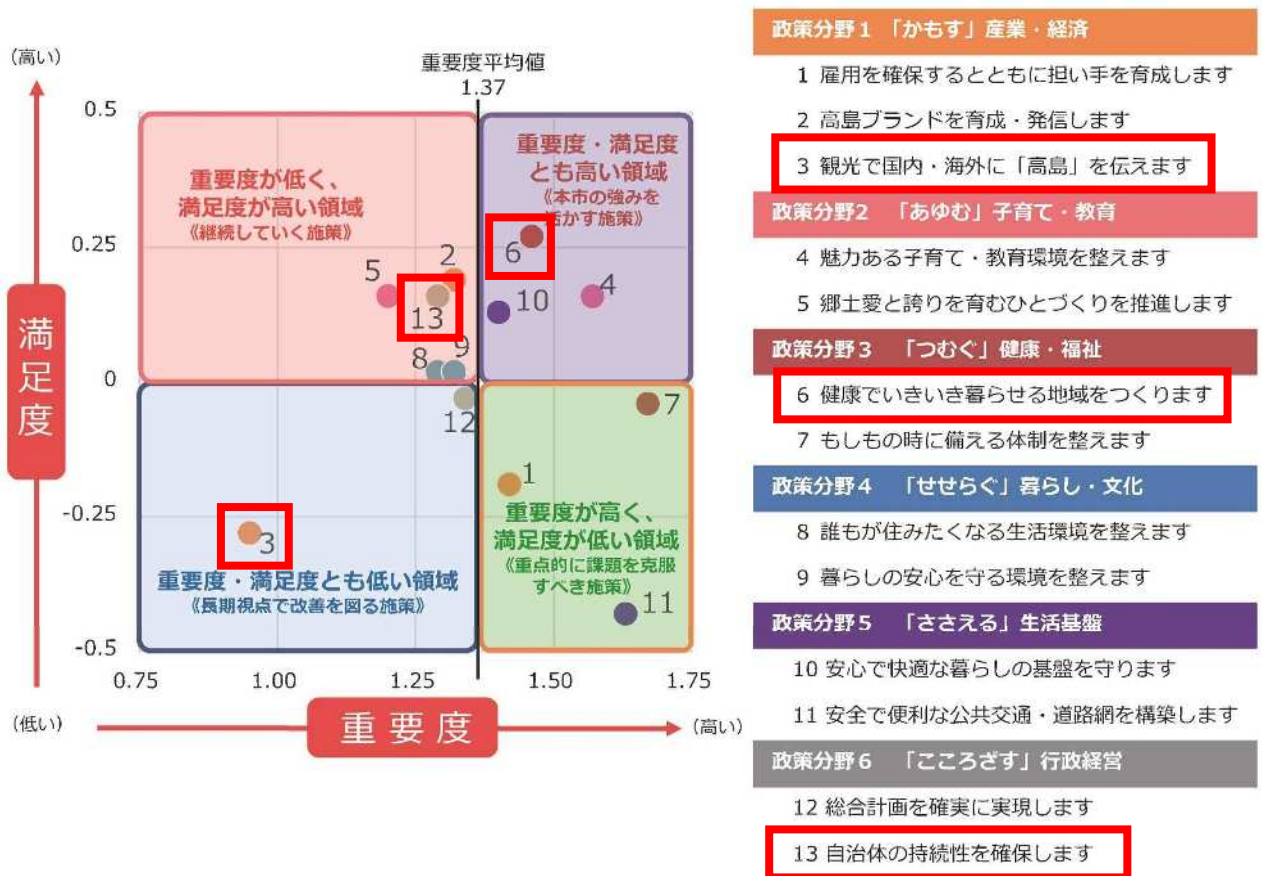 （高い）
重要度平均値
1.37
0.5
重要度が低く、
満足度が高い領域
《継続していく施策》
重要度・満足度
とも高い領域
《本市の強みを
活かす施策》
0.25
5
2
13
6
4
10
8
9
0
満足度
12
7
1
-0.25
3
重要度・満足度とも低い領域
《長期視点で改善を図る施策》
重要度が高く、
満足度が低い領域
《重点的に課題を克服
すべき施策》
11
-0.5
0.75
1.00
1.25
1.50
1.75
（低い）
重要度
（高い）
政策分野1 「かもす」産業・経済
1 雇用を確保するとともに担い手を育成します
2 高島ブランドを育成・発信します
3 観光で国内・海外に「高島」を伝えます
政策分野2 「あゆむ」子育て・教育
4 魅力ある子育て・教育環境を整えます
5 郷土愛と誇りを育むひとづくりを推進します
政策分野3 「つむぐ」健康・福祉
6 健康でいきいき暮らせる地域をつくります
7 もしもの時に備える体制を整えます
政策分野4 「せせらぐ」暮らし・文化
8 誰もが住みたくなる生活環境を整えます
9 暮らしの安心を守る環境を整えます
政策分野5 「ささえる」生活基盤
10 安心で快適な暮らしの基盤を守ります
11 安全で便利な公共交通・道路網を構築します
政策分野6 「こころざす」行政経営
12 総合計画を確実に実現します
13 自治体の持続性を確保します